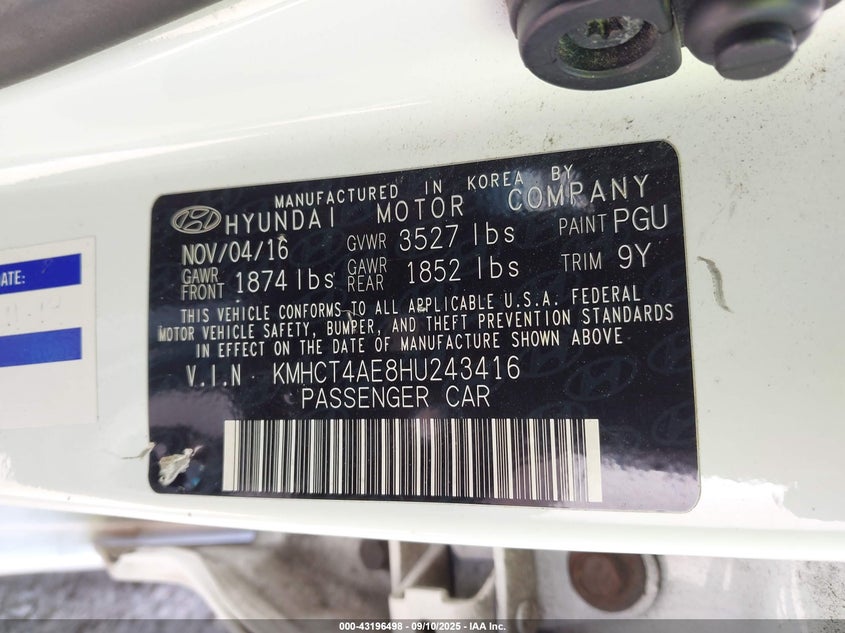 MANUFACTURED IN KOREA BY
HYUNDAI MOTOR COMPANY
NOV/04/16 GVWR 3527 lbs PAINT PGU
GAWR FRONT 1874 lbs GAWR REAR 1852 lbs TRIM 9Y
THIS VEHICLE CONFORMS TO ALL APPLICABLE U.S.A. FEDERAL
MOTOR VEHICLE SAFETY, BUMPER, AND THEFT PREVENTION STANDARDS
IN EFFECT ON THE DATE OF MANUFACTURE SHOWN ABOVE
V.I.N KMHCT4AE8HU243416
PASSENGER CAR
DATE:
000-43196498 - 09/10/2025 - IAA Inc.